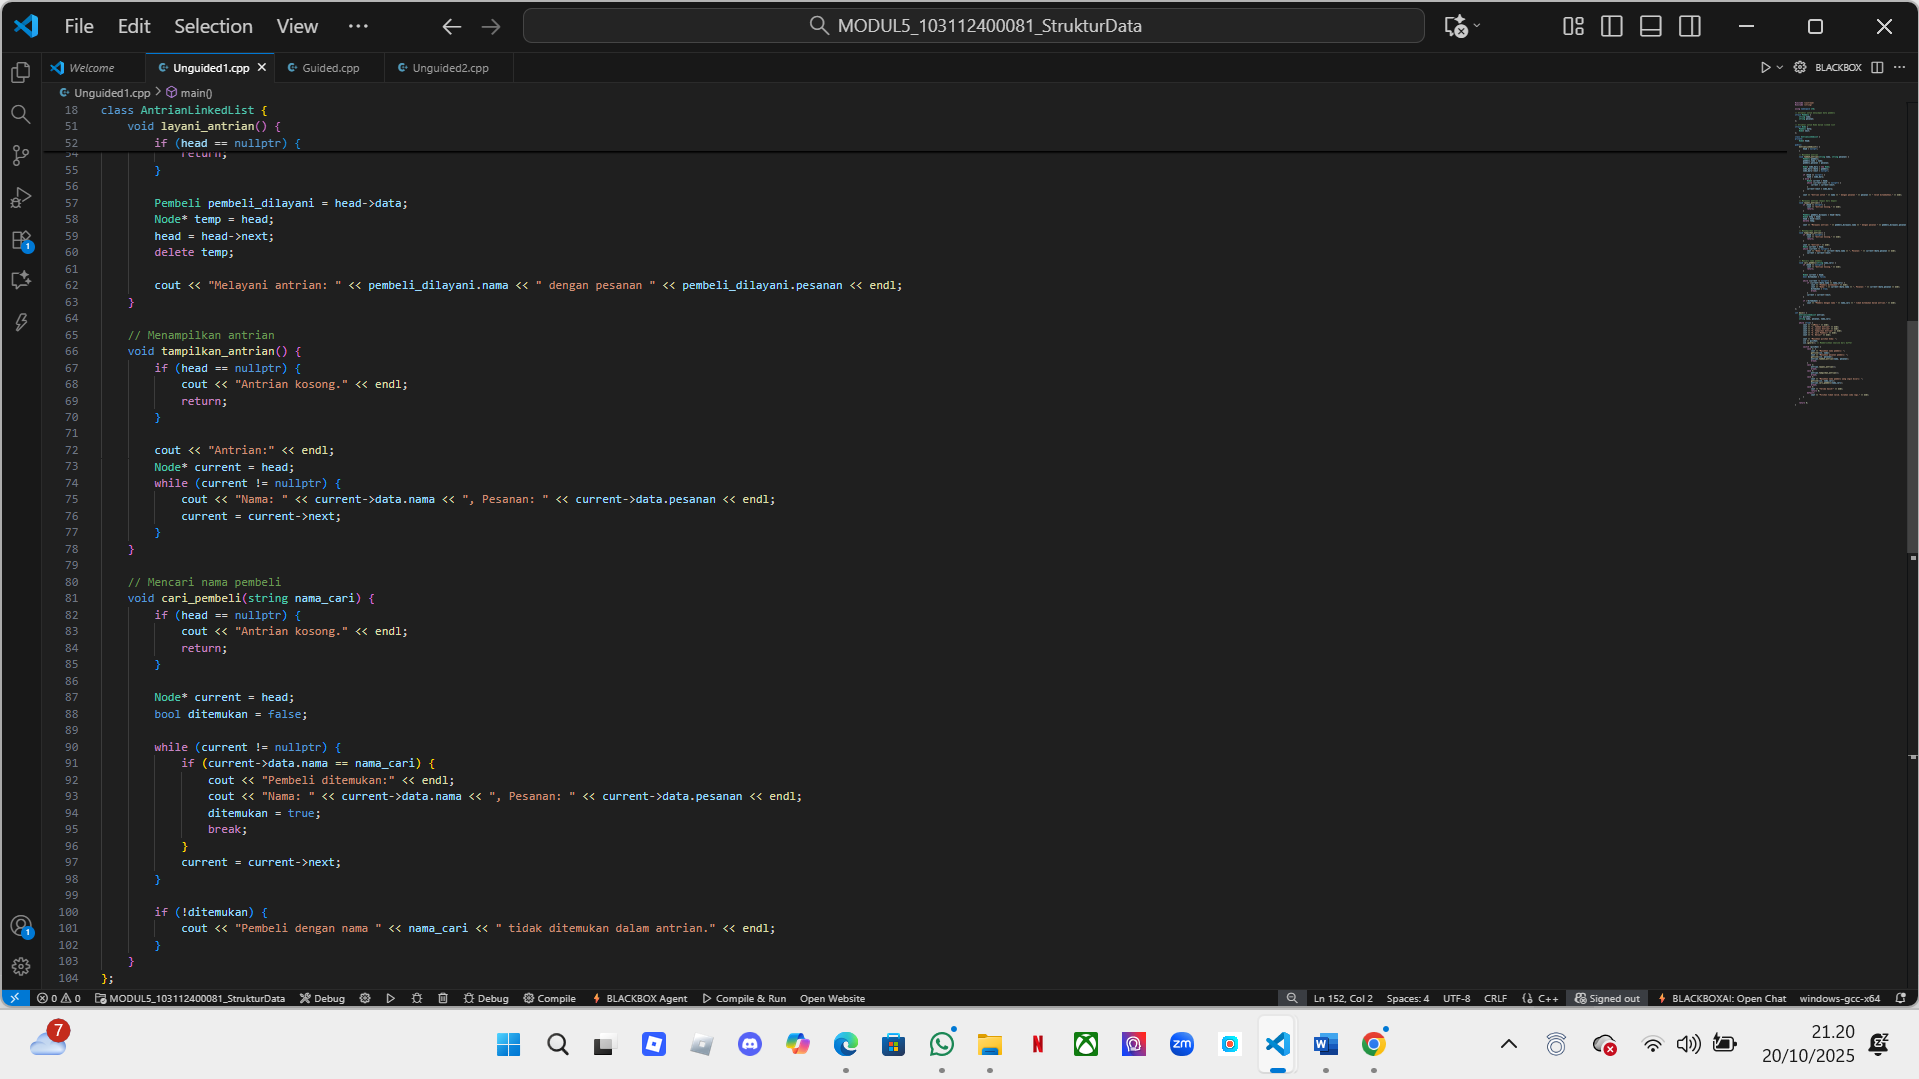 File Edit Selection View ... MODUL5_103112400081_StrukturData
Welcome Unguided1.cpp Guided.cpp Unguided2.cpp BLACKBOX
Unguided1.cpp > main()
18 class AntrianLinkedList {
51 void layani_antrian() {
52 if (head == nullptr) {
54 return;
55 }
56
57 Pembeli pembeli_dilayani = head->data;
58 Node* temp = head;
59 head = head->next;
60 delete temp;
61
62 cout << "Melayani antrian: " << pembeli_dilayani.nama << " dengan pesanan " << pembeli_dilayani.pesanan << endl;
63 }
64
65 // Menampilkan antrian
66 void tampilkan_antrian() {
67 if (head == nullptr) {
68 cout << "Antrian kosong." << endl;
69 return;
70 }
71
72 cout << "Antrian:" << endl;
73 Node* current = head;
74 while (current != nullptr) {
75 cout << "Nama: " << current->data.nama << ", Pesanan: " << current->data.pesanan << endl;
76 current = current->next;
77 }
78 }
79
80 // Mencari nama pembeli
81 void cari_pembeli(string nama_cari) {
82 if (head == nullptr) {
83 cout << "Antrian kosong." << endl;
84 return;
85 }
86
87 Node* current = head;
88 bool ditemukan = false;
89
90 while (current != nullptr) {
91 if (current->data.nama == nama_cari) {
92 cout << "Pembeli ditemukan:" << endl;
93 cout << "Nama: " << current->data.nama << ", Pesanan: " << current->data.pesanan << endl;
94 ditemukan = true;
95 break;
96 }
97 current = current->next;
98 }
99
100 if (!ditemukan) {
101 cout << "Pembeli dengan nama " << nama_cari << " tidak ditemukan dalam antrian." << endl;
102 }
103 }
104 };
0 0 MODUL5_103112400081_StrukturData Debug Debug Compile BLACKBOX Agent Compile & Run Open Website Ln 152, Col 2 Spaces: 4 UTF-8 CRLF {} C++ Signed out BLACKBOXAI: Open Chat windows-gcc-x64
7 zm 21.20
20/10/2025